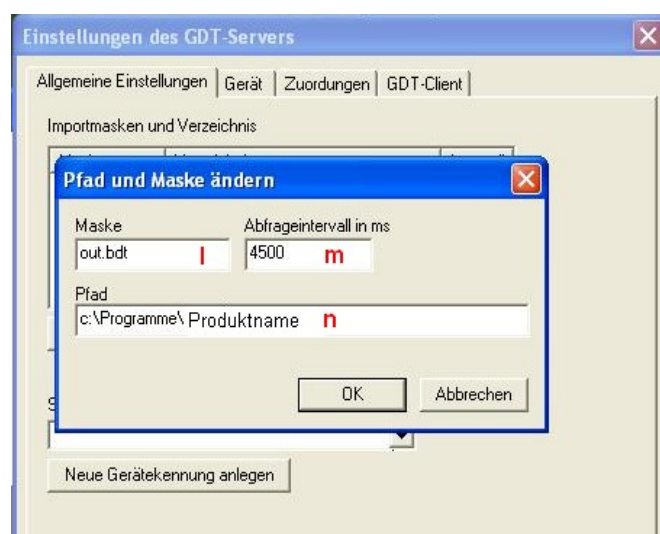 Einstellungen des GDT-Servers
Allgemeine Einstellungen Gerät Zuordungen GDT-Client
Importmasken und Verzeichnis
Pfad und Maske ändern
Maske Abfrageintervall in ms
out.bdt l 4500 m
Pfad
c:\Programme\ Produktname n
OK Abbrechen
Neue Gerätekennung anlegen